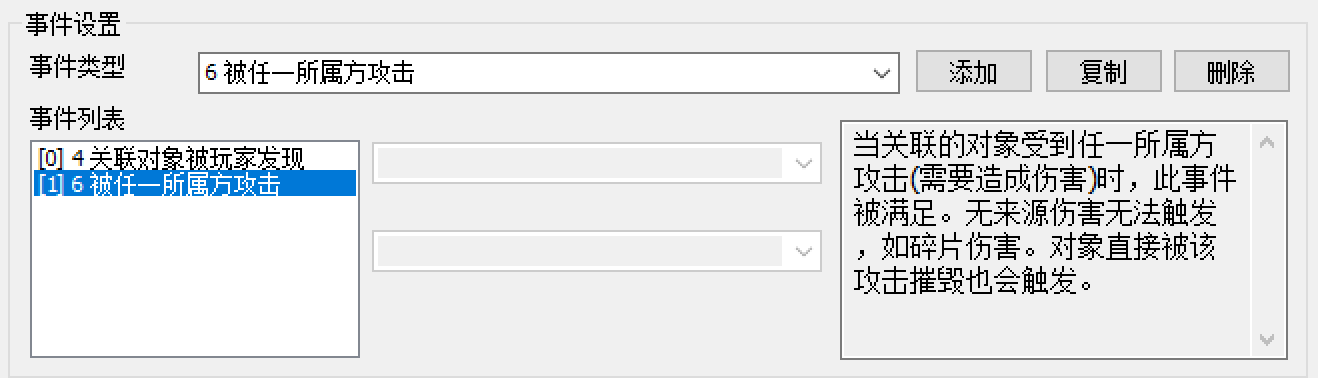 事件设置
事件类型
6 被任一所属方攻击
添加
复制
删除
事件列表
[0] 4 关联对象被玩家发现
[1] 6 被任一所属方攻击
当关联的对象受到任一所属方
攻击(需要造成伤害)时，此事件
被满足。无来源伤害无法触发
，如碎片伤害。对象直接被该
攻击摧毁也会触发。